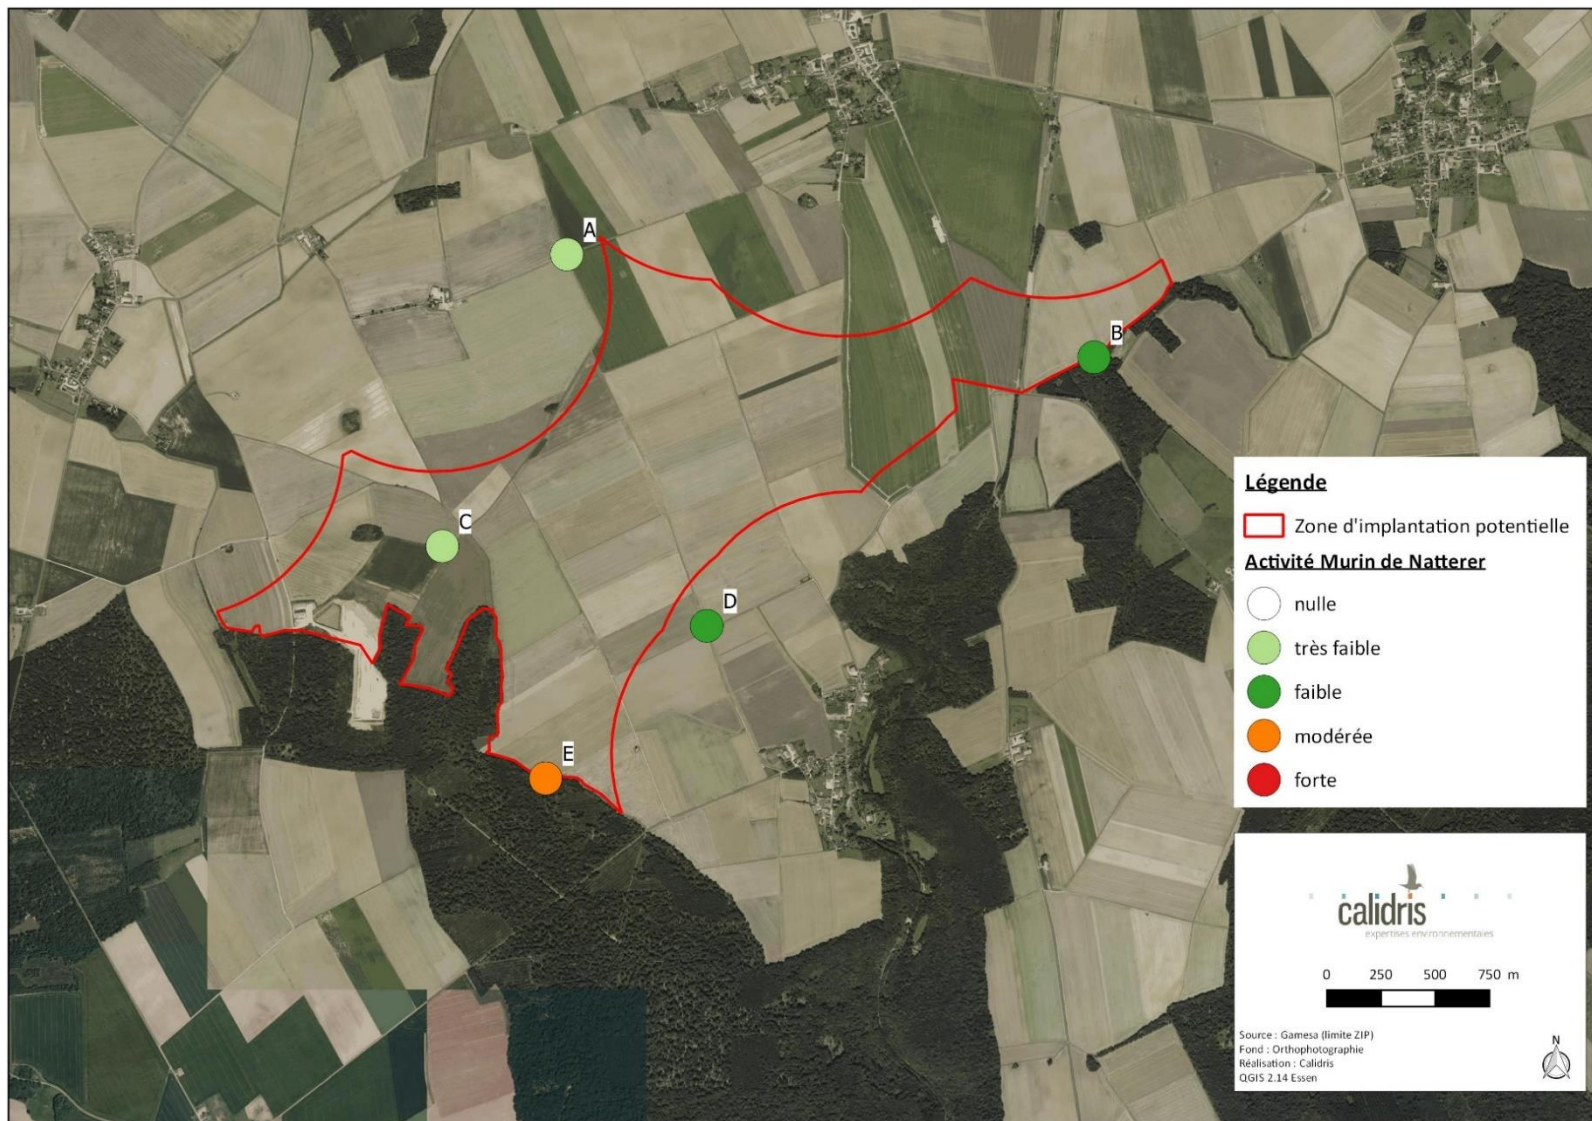 A
B
C
D
E
Légende
Zone d'implantation potentielle
Activité Murin de Natterer
nulle
très faible
faible
modérée
forte
calidris
expertises environnementales
0 250 500 750 m
Source : Gamesa (limite ZIP)
Fond : Orthophotographie
Réalisation : Calidris
QGIS 2.14 Essen
N